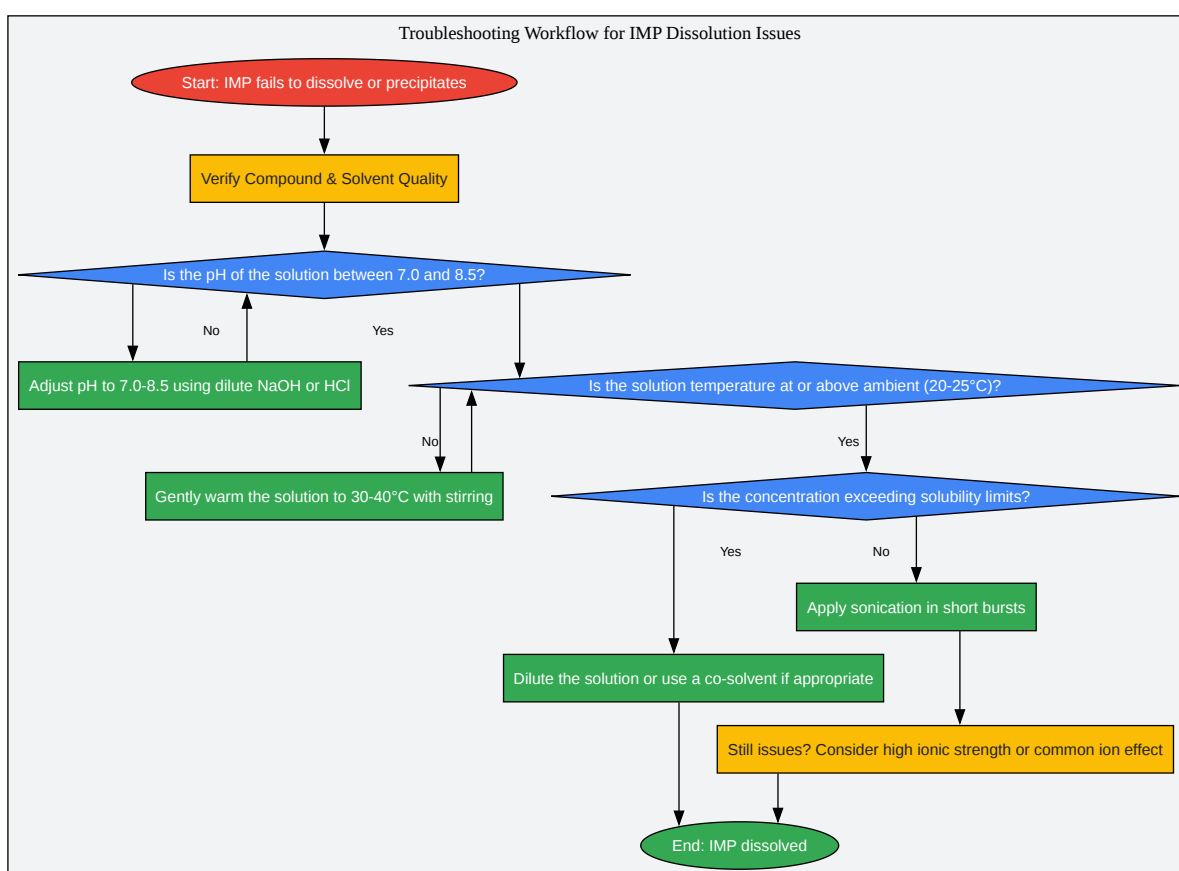 Troubleshooting Workflow for IMP Dissolution Issues
Start: IMP fails to dissolve or precipitates
Verify Compound & Solvent Quality
Is the pH of the solution between 7.0 and 8.5?
No
Yes
Adjust pH to 7.0-8.5 using dilute NaOH or HCl
Is the solution temperature at or above ambient (20-25°C)?
No
Yes
Gently warm the solution to 30-40°C with stirring
Is the concentration exceeding solubility limits?
Yes
No
Apply sonication in short bursts
Dilute the solution or use a co-solvent if appropriate
Still issues? Consider high ionic strength or common ion effect
End: IMP dissolved